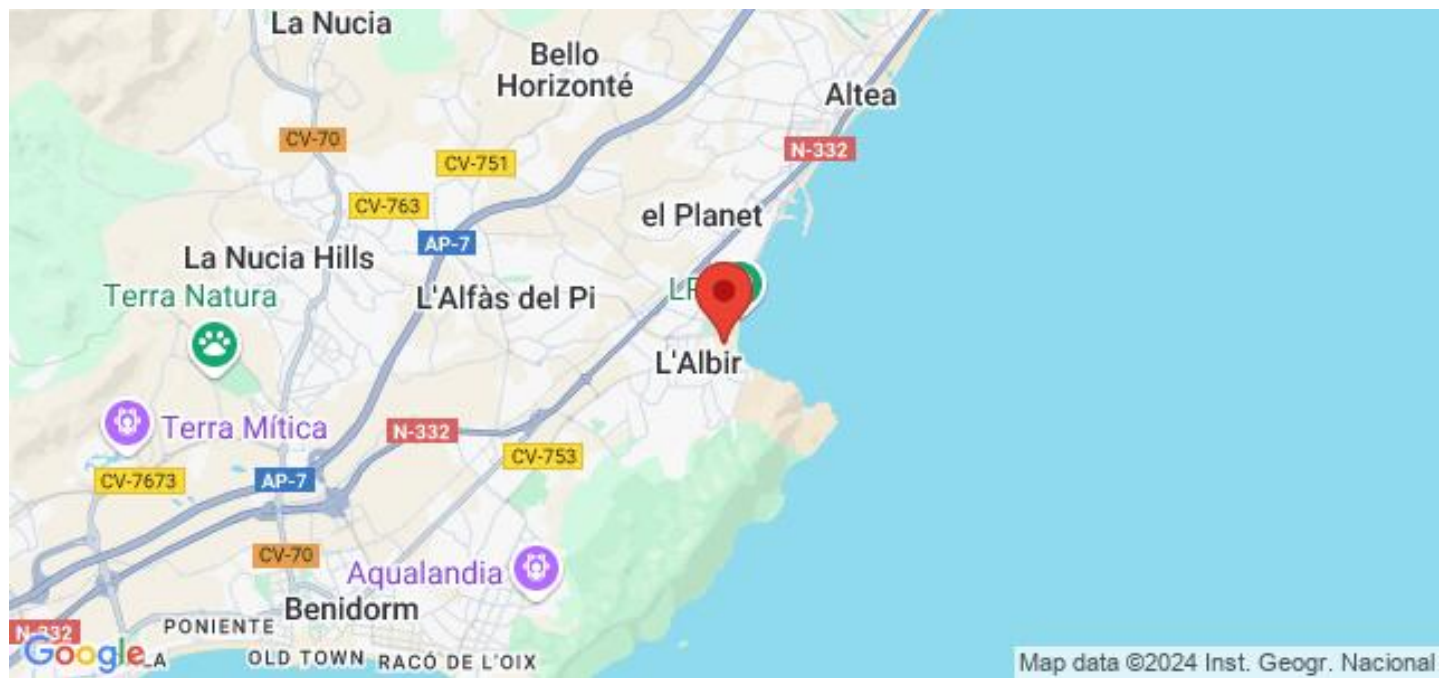 La Nucia
Bello
Horizonté
Altea
CV-70
N-332
CV-751
CV-763
el Planet
AP-7
La Nucia Hills
Terra Natura
L'Alfàs del Pi
L'Albir
Terra Mítica
N-332
CV-753
CV-7673
AP-7
CV-70
Aqualandia
Benidorm
PONIENTE
N-332
Google
LA
OLD TOWN
RACÓ DE L'OIX
Map data ©2024 Inst. Geogr. Nacional